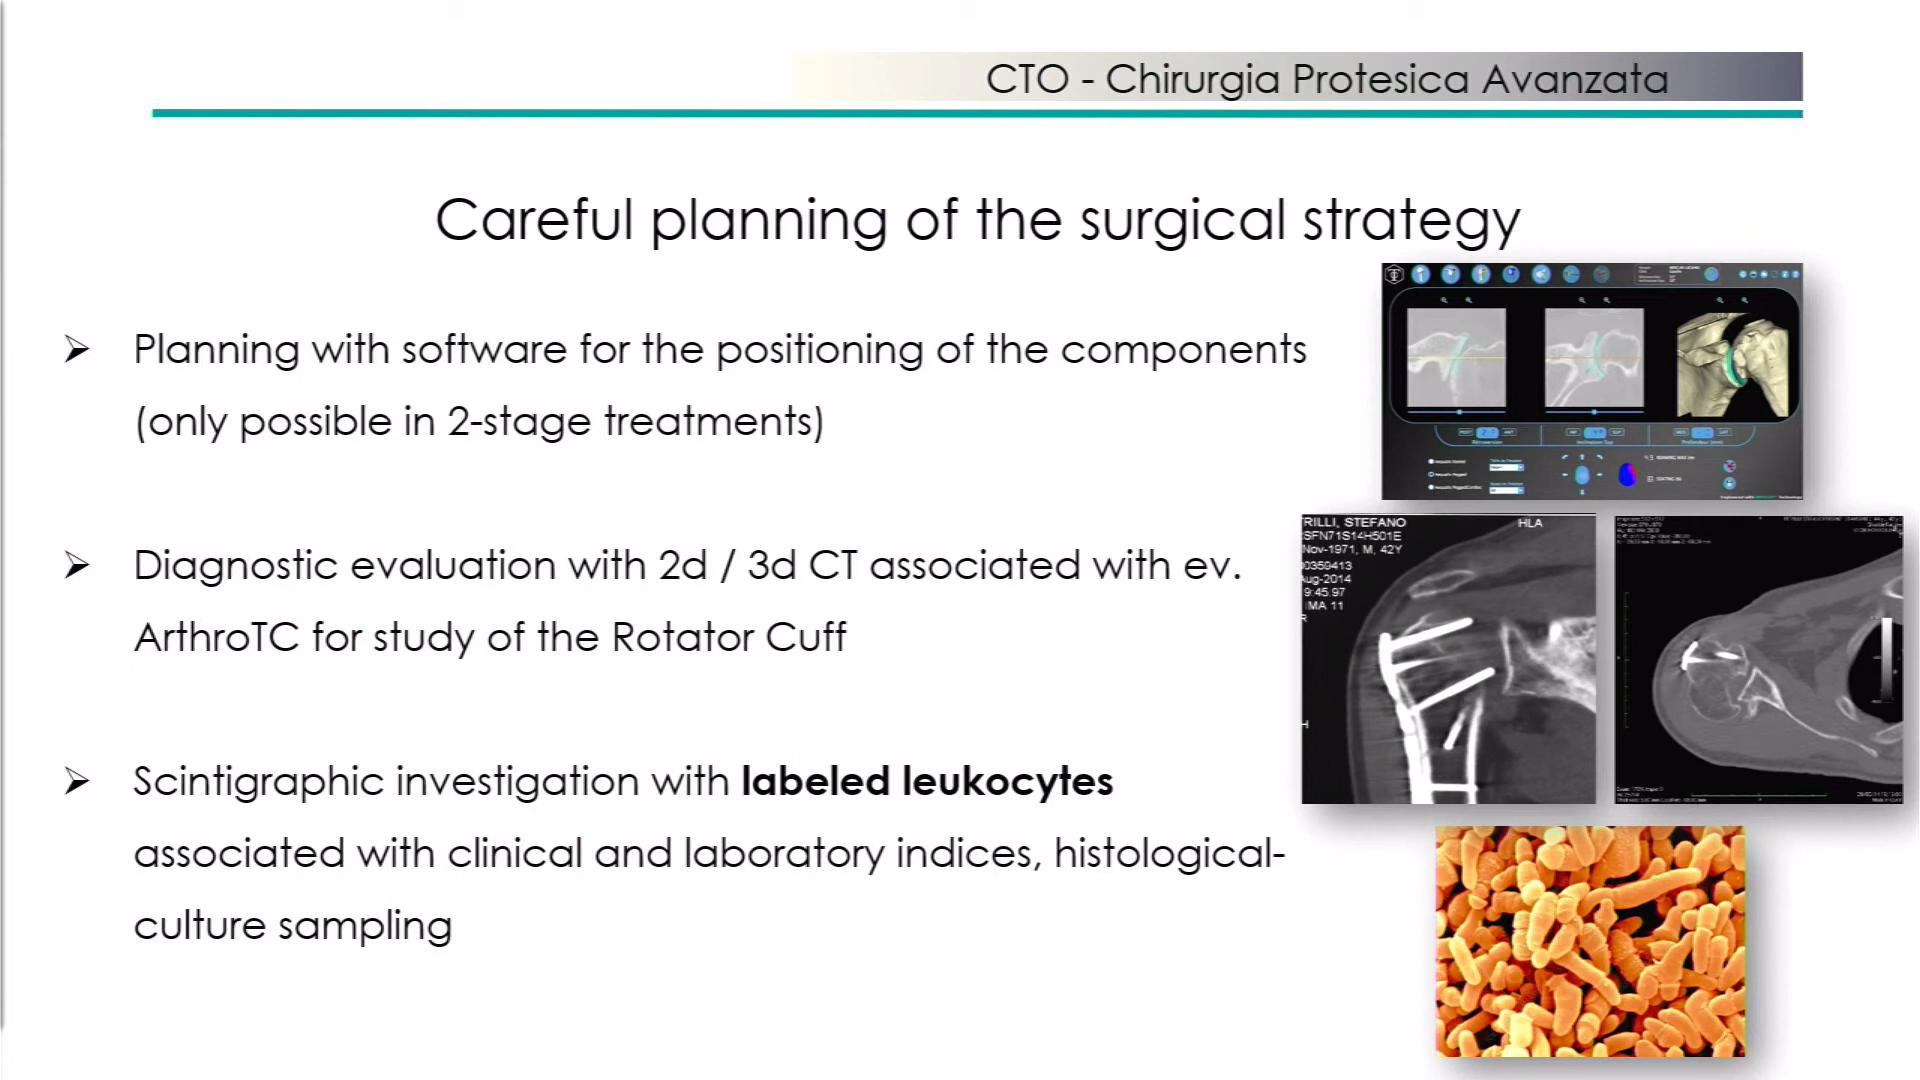 CTO - Chirurgia Protesica Avanzata
Careful planning of the surgical strategy
➢ Planning with software for the positioning of the components
(only possible in 2-stage treatments)
➢ Diagnostic evaluation with 2d / 3d CT associated with ev.
ArthroTC for study of the Rotator Cuff
➢ Scintigraphic investigation with labeled leukocytes
associated with clinical and laboratory indices, histological-
culture sampling
RILLI, STEFANO
HLA
SFN71S14H501E
Nov-1971, M, 42Y
00359413
Aug-2014
9:45.97
IMA 11
R
H